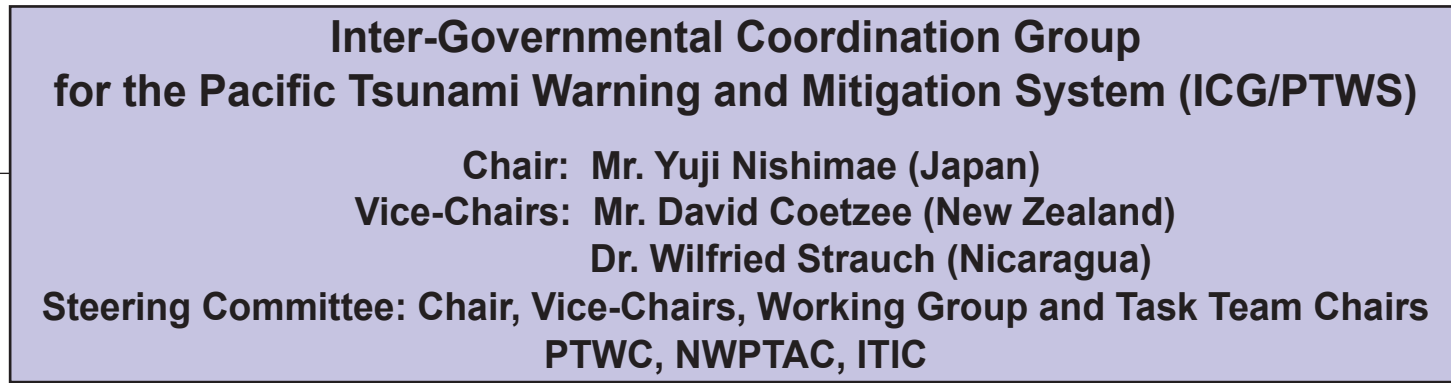 Inter-Governmental Coordination Group
for the Pacific Tsunami Warning and Mitigation System (ICG/PTWS)
Chair: Mr. Yuji Nishimae (Japan)
Vice-Chairs: Mr. David Coetzee (New Zealand)
Dr. Wilfried Strauch (Nicaragua)
Steering Committee: Chair, Vice-Chairs, Working Group and Task Team Chairs
PTWC, NWPTAC, ITIC